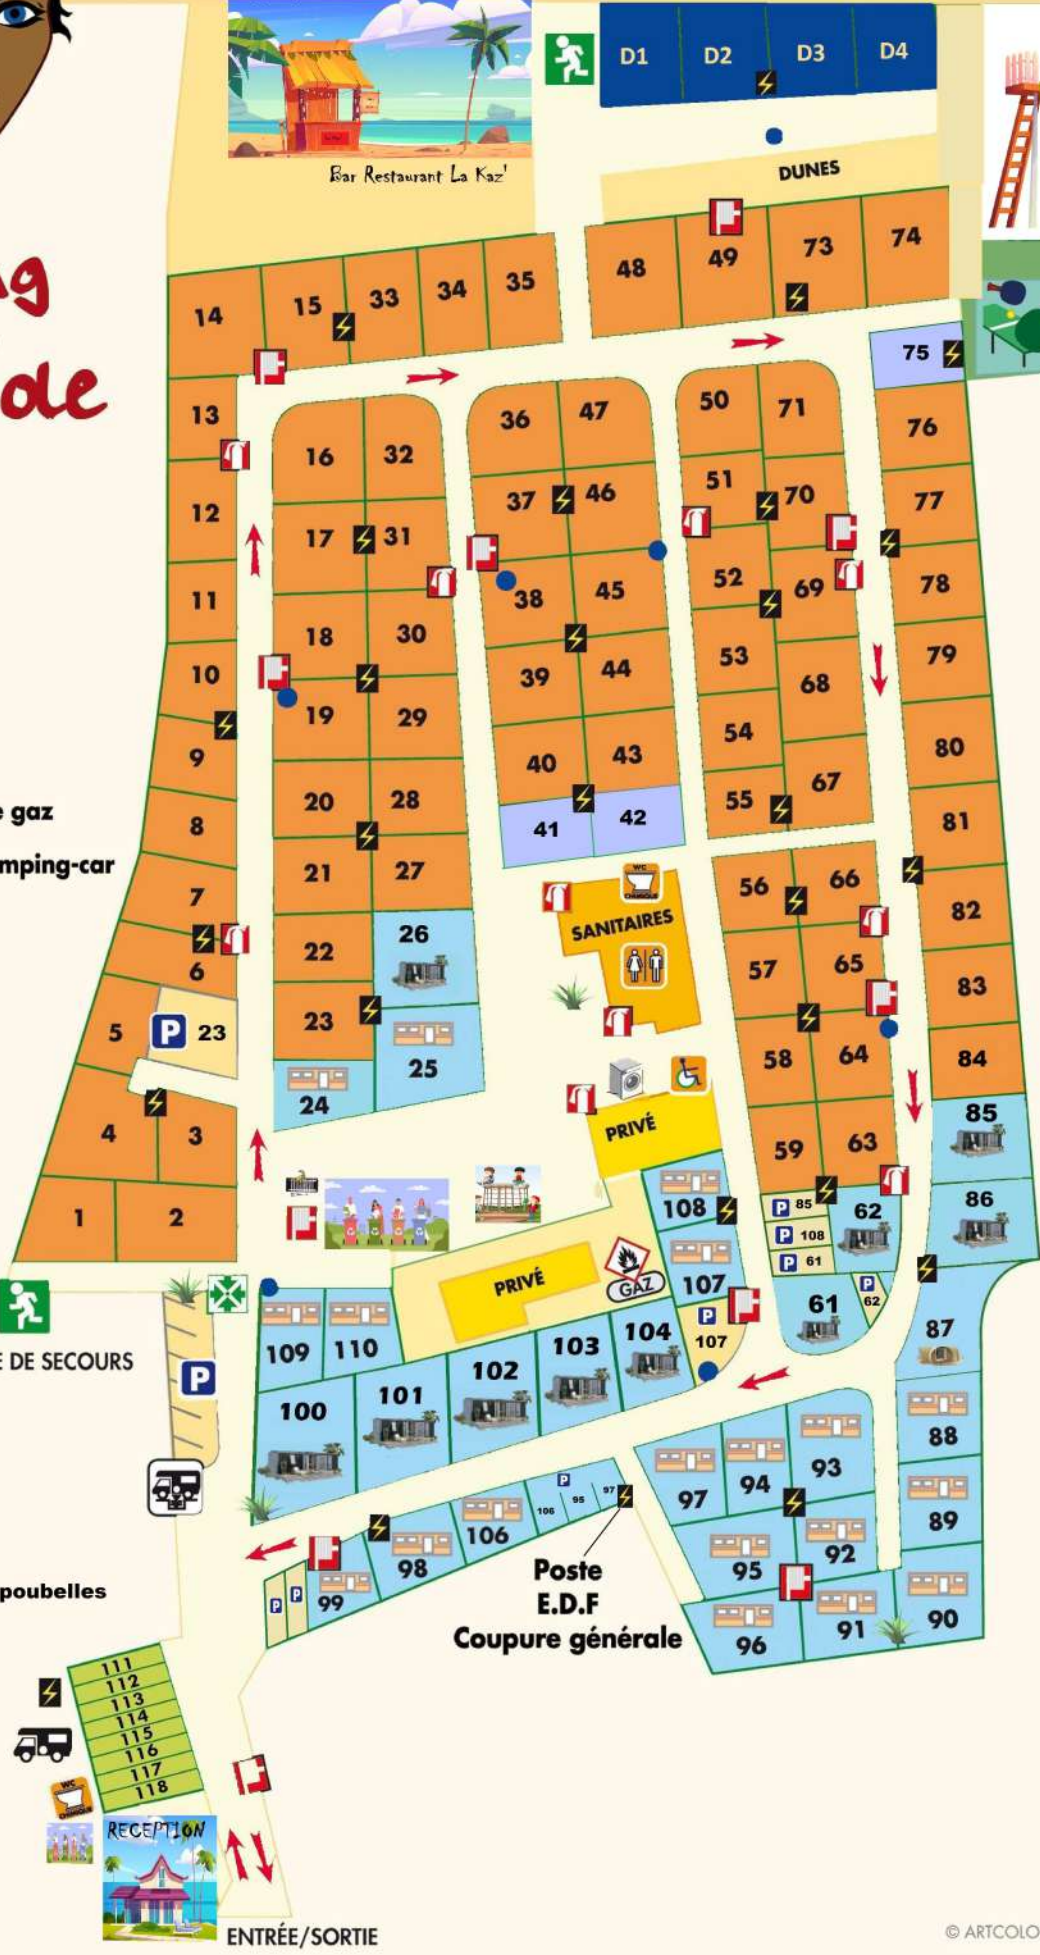 D1 D2 D3 D4
Bar Restaurant La Kaz'
DUNES
48 49 73 74
14 15 33 34 35
75
13 16 32 36 47 50 71 76
12 17 31 37 46 51 70 77
11 18 30 38 45 52 69 78
10 19 29 39 44 53 68 79
9 20 28 40 43 54 67 80
8 21 27 41 42 55 81
7 22 26 56 66 82
6 23 25 57 65 83
5 P 23 24 58 64 84
4 3 59 63 85
1 2 62 86
e gaz
mping-car
WC
CHIMIQUE
SANITAIRES
PRIVÉ
108
P 85
P 108
P 61
61
P 62
107
P 107
GAZ
PRIVÉ
E DE SECOURS
P
109 110
100 101 102 103 104
87
88
89
90
97 94 93
95 92
96 91
P
106 95 97
99 98 106
P P
Poste
E.D.F
Coupure générale
poubelles
111
112
113
114
115
116
117
118
WC
CHIMIQUE
RECEPTION
ENTRÉE/SORTIE
© ARTCOLO